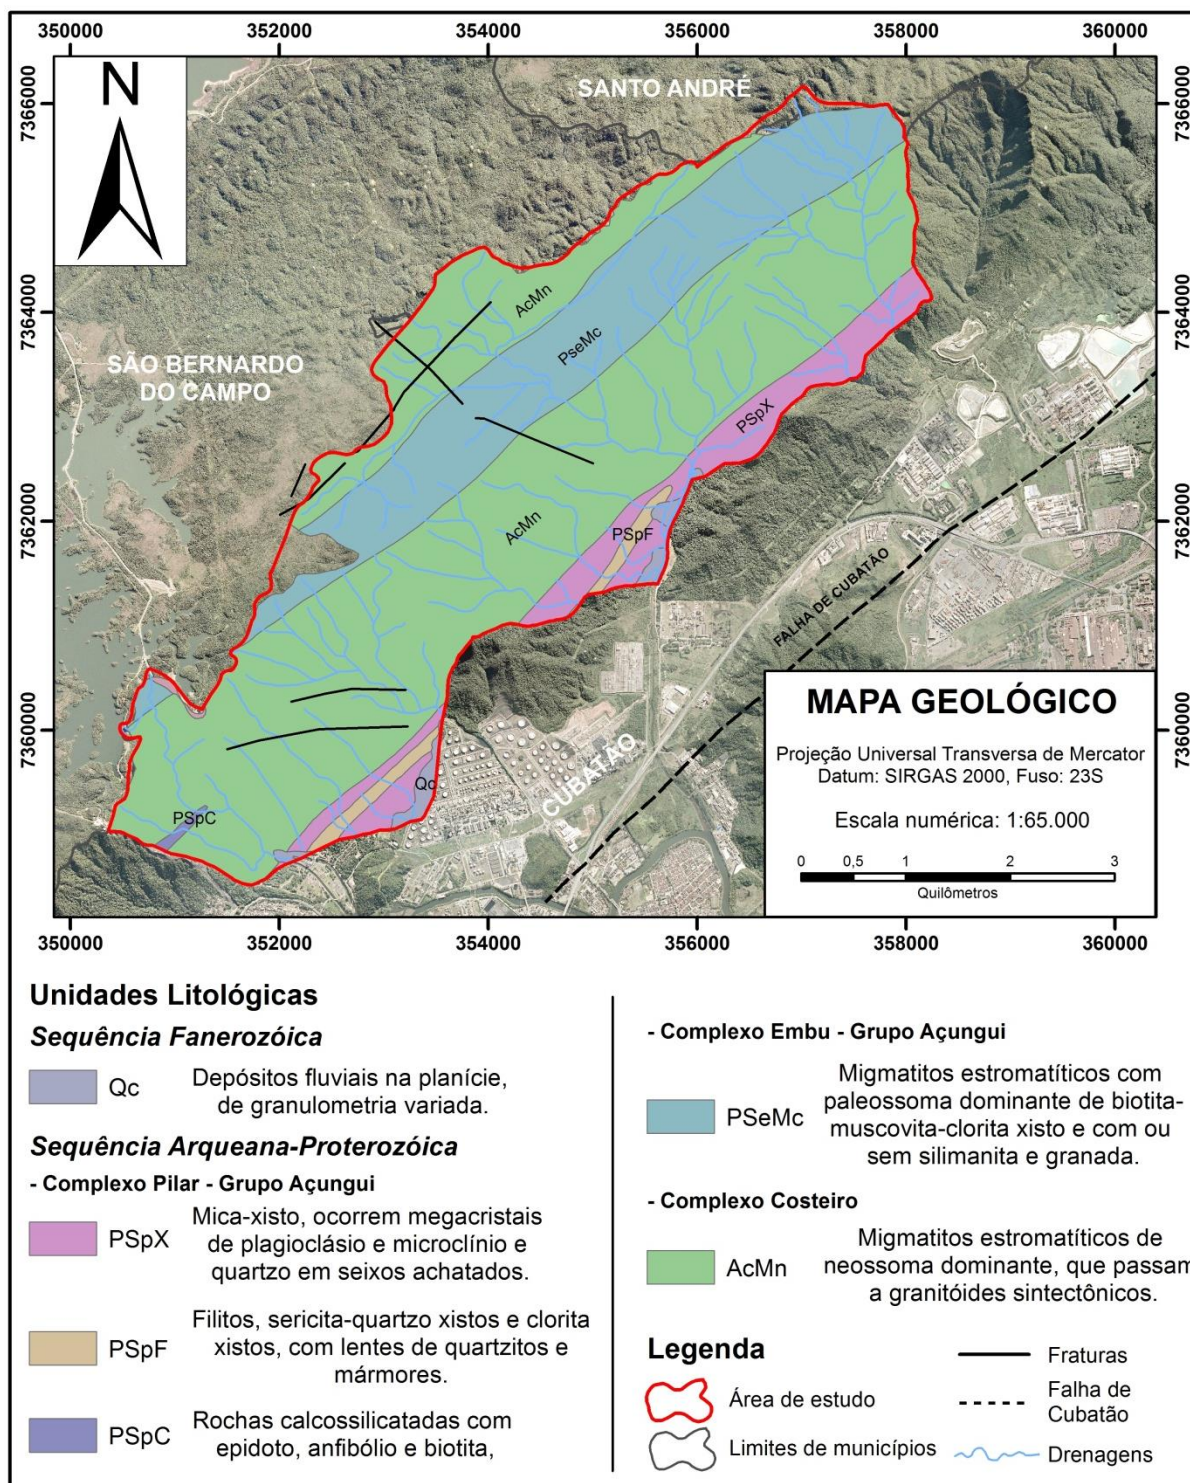 350000 352000 354000 356000 358000 360000
7366000
7364000
7362000
7360000
7366000
7364000
7362000
7360000
N
SANTO ANDRÉ
SÃO BERNARDO
DO CAMPO
AcMn
PseMc
PSpX
AcMn
PSpF
FALHA DE CUBATÃO
CUBATÃO
Qc
PSpC
MAPA GEOLÓGICO
Projeção Universal Transversa de Mercator
Datum: SIRGAS 2000, Fuso: 23S
Escala numérica: 1:65.000
0 0,5 1 2 3
Quilômetros
350000 352000 354000 356000 358000 360000
Unidades Litológicas
Sequência Fanerozóica
Qc
Depósitos fluviais na planície,
de granulometria variada.
Sequência Arqueana-Proterozóica
- Complexo Pilar - Grupo Açungui
PSpX
Mica-xisto, ocorrem megacristais
de plagioclásio e microclínio e
quartzo em seixos achatados.
PSpF
Filitos, sericita-quartzo xistos e clorita
xistos, com lentes de quartzitos e
mármores.
PSpC
Rochas calcossilicatadas com
epidoto, anfibólio e biotita,
- Complexo Embu - Grupo Açungui
PSeMc
Migmatitos estromatíticos com
paleossoma dominante de biotita-
muscovita-clorita xisto e com ou
sem silimanita e granada.
- Complexo Costeiro
AcMn
Migmatitos estromatíticos de
neossoma dominante, que passam
a granitóides sintectônicos.
Legenda
Área de estudo
Limites de municípios
Fraturas
Falha de
Cubatão
Drenagens